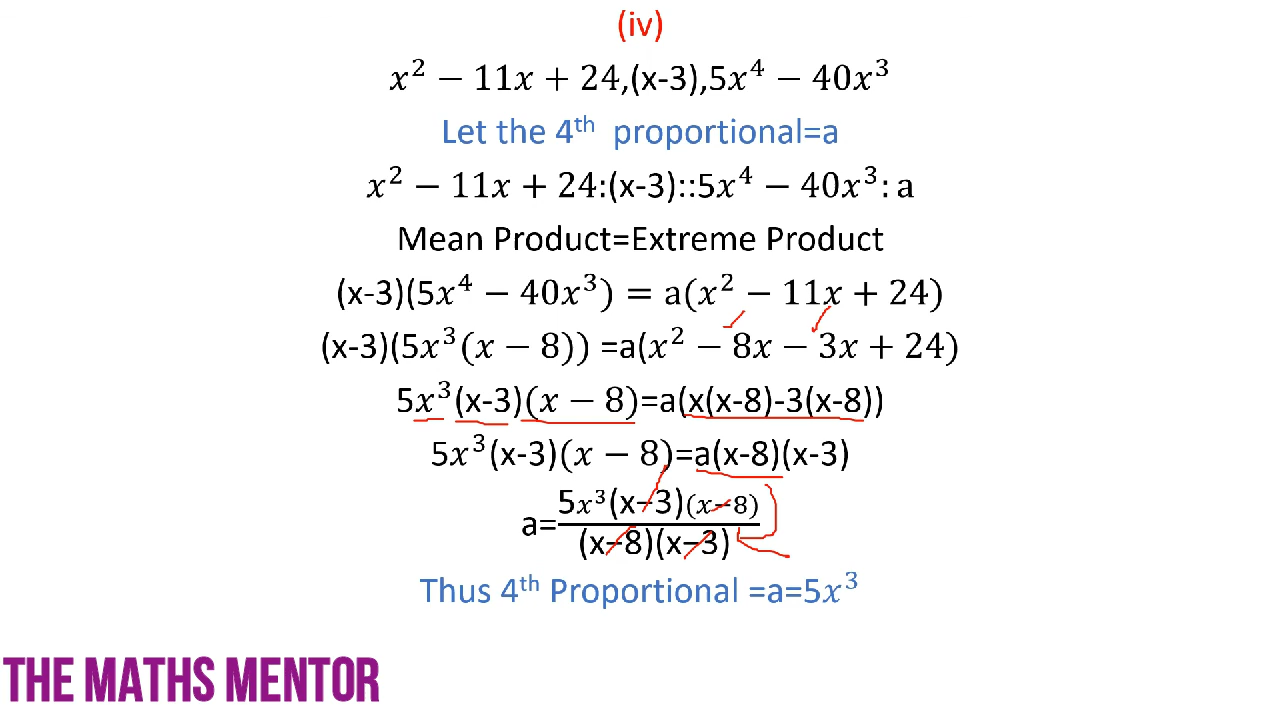 (iv)
x² − 11x + 24,(x-3),5x⁴ − 40x³
Let the 4ᵗʰ proportional=a
x² − 11x + 24:(x-3)::5x⁴ − 40x³: a
Mean Product=Extreme Product
(x-3)(5x⁴ − 40x³) = a(x² − 11x + 24)
(x-3)(5x³(x − 8)) =a(x² − 8x − 3x + 24)
5x³(x-3)(x − 8)=a(x(x-8)-3(x-8))
5x³(x-3)(x − 8)=a(x-8)(x-3)
a=5x³(x−3)(x−8)/(x−8)(x−3)
Thus 4ᵗʰ Proportional =a=5x³
THE MATHS MENTOR